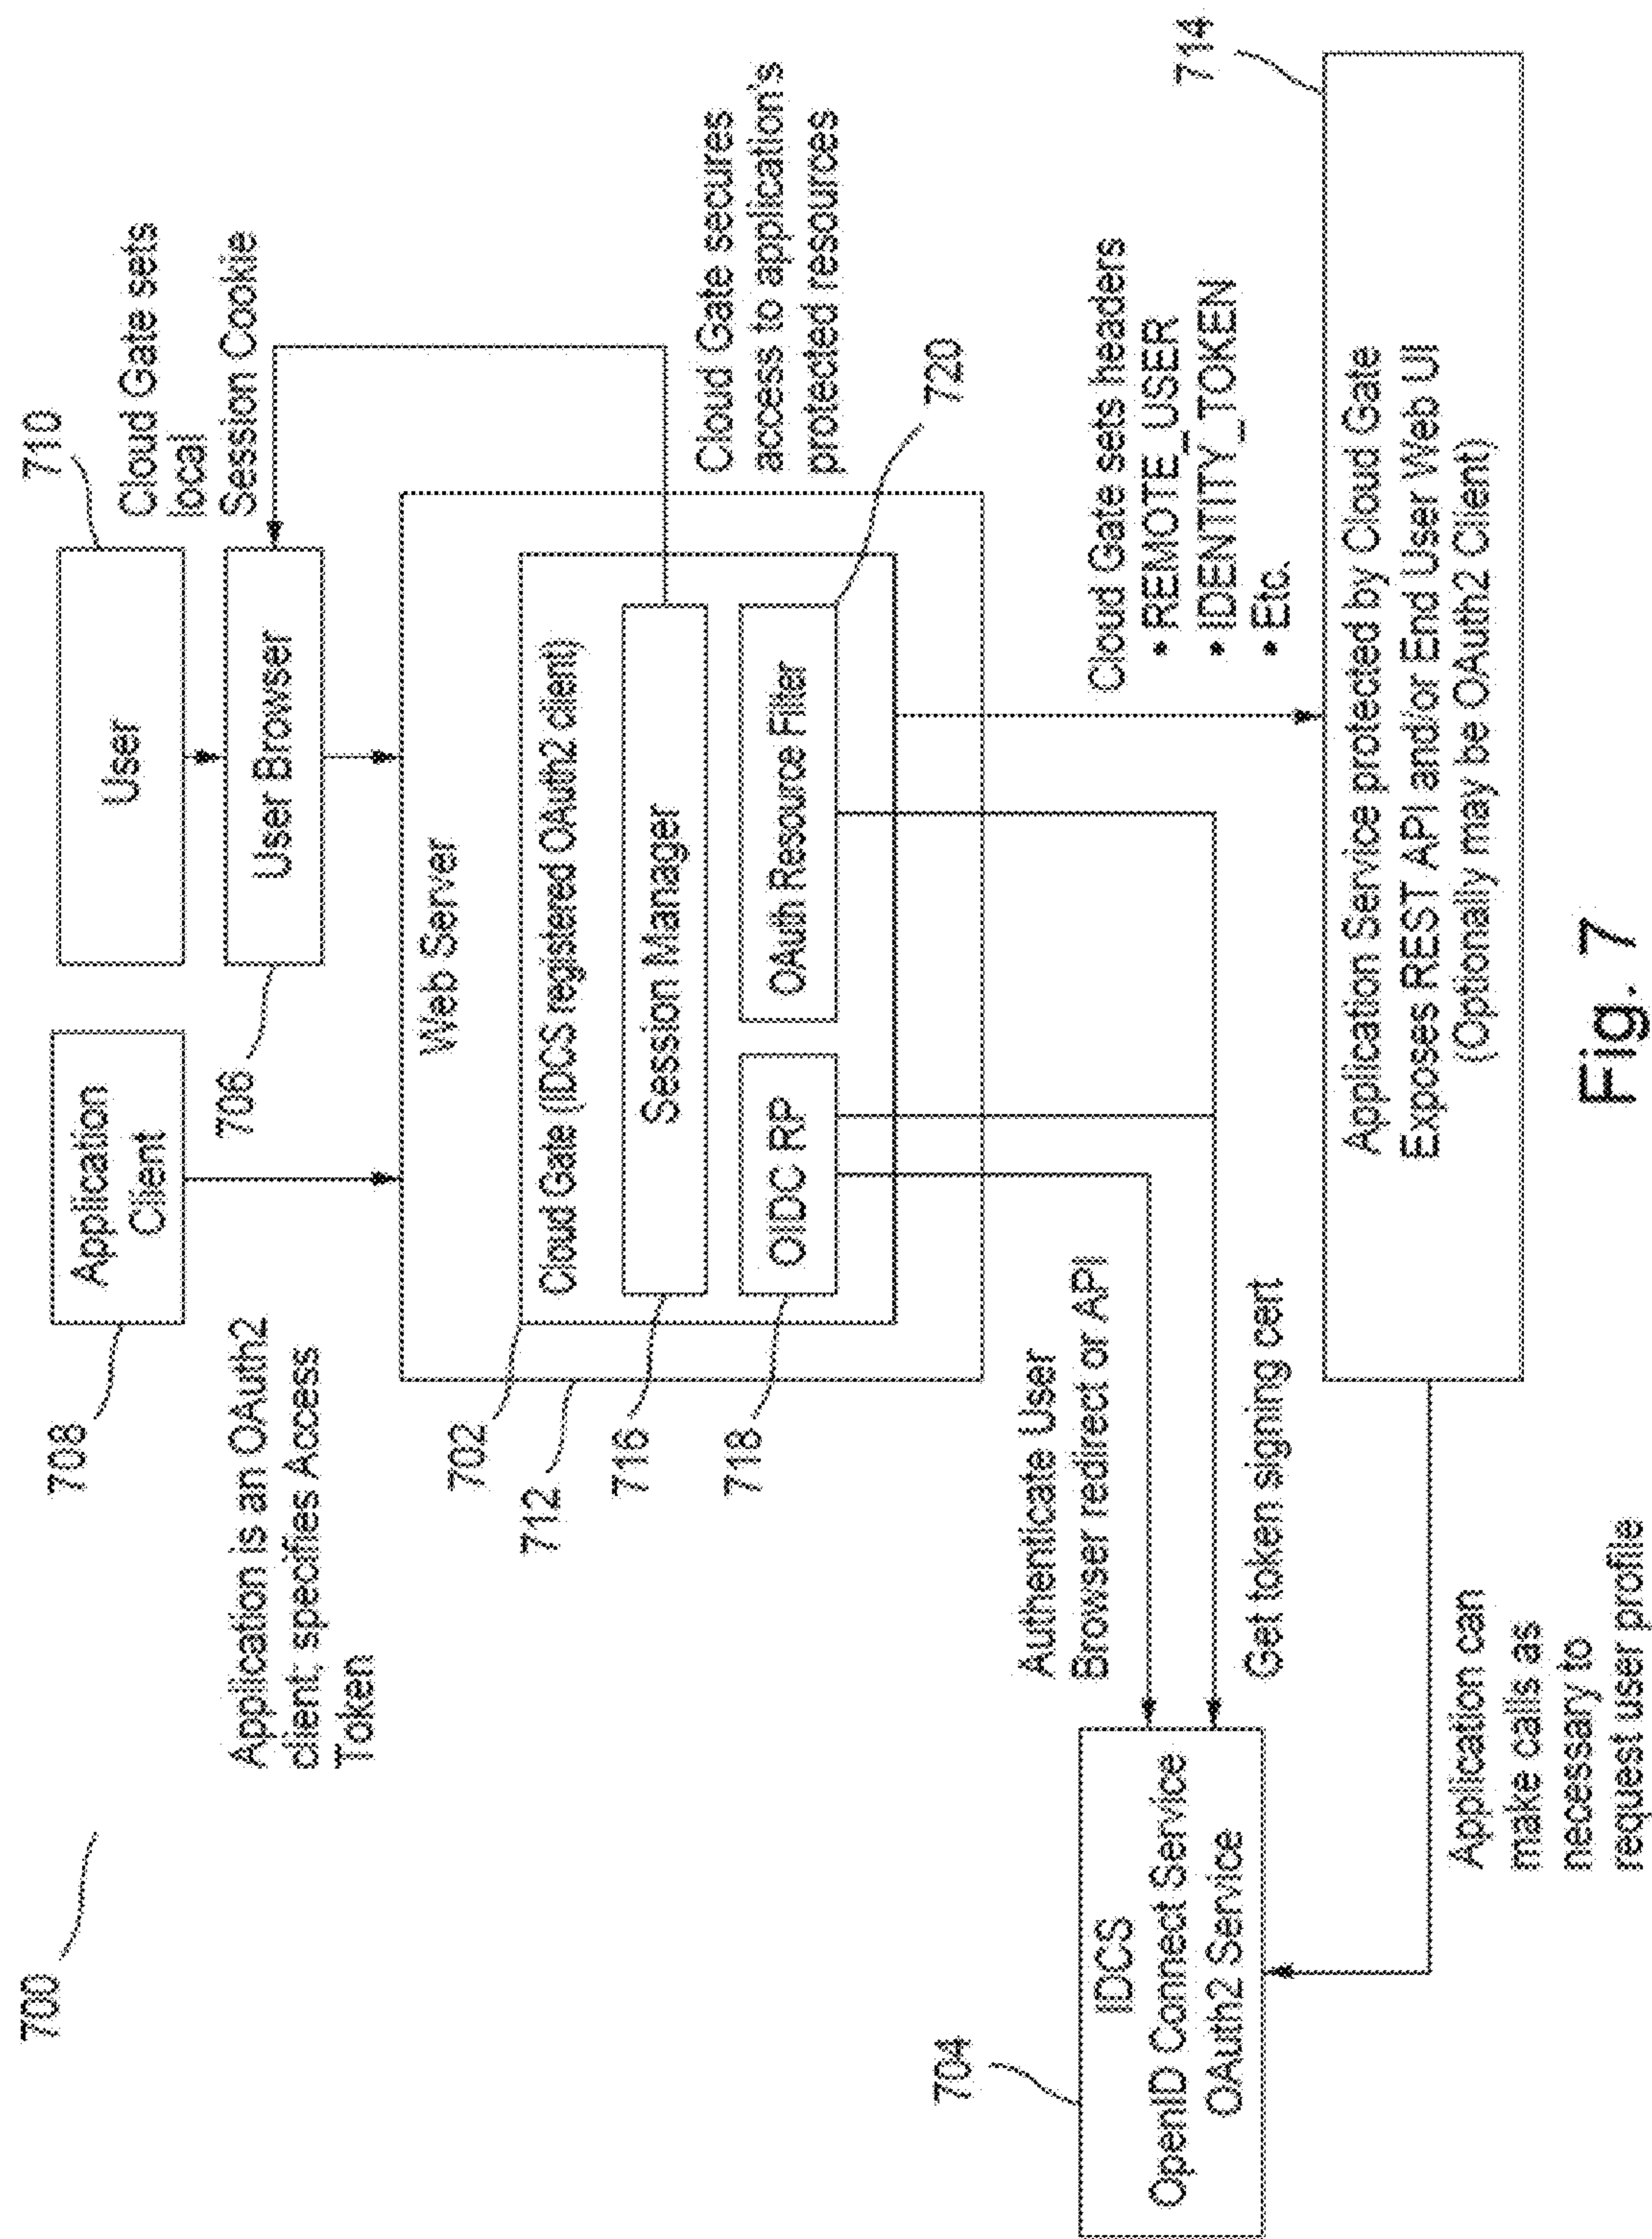 700
708
Application
Client
710
User
User Browser
706
Cloud Gate sets
local
Session Cookie
Application is an OAuth2
client; specifies Access
Token
Web Server
702
712
Cloud Gate (IDCS registered OAuth2 client)
716
Session Manager
718
OIDC RP
OAuth Resource Filter
720
Cloud Gate secures
access to application's
protected resources
704
IDCS
OpenID Connect Service
OAuth2 Service
Authenticate User
Browser redirect or API
Get token signing cert
Cloud Gate sets headers
• REMOTE_USER
• IDENTITY_TOKEN
• Etc.
714
Application Service protected by Cloud Gate
Exposes REST API and/or End User Web UI
(Optionally may be OAuth2 Client)
Application can
make calls as
necessary to
request user profile
Fig. 7